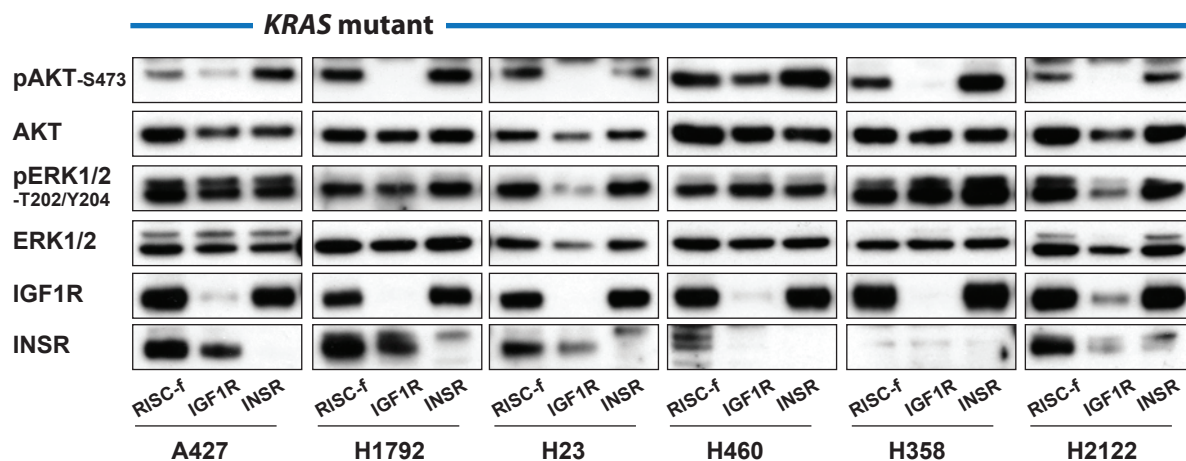 KRAS mutant
pAKT-S473
AKT
pERK1/2
-T202/Y204
ERK1/2
IGF1R
INSR
RISC-f IGF1R INSR RISC-f IGF1R INSR RISC-f IGF1R INSR RISC-f IGF1R INSR RISC-f IGF1R INSR RISC-f IGF1R INSR
A427 H1792 H23 H460 H358 H2122